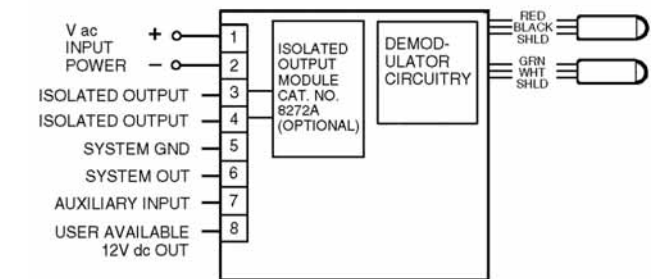 V ac
INPUT
POWER
+
−
ISOLATED OUTPUT
ISOLATED OUTPUT
SYSTEM GND
SYSTEM OUT
AUXILIARY INPUT
USER AVAILABLE
12V dc OUT
1
2
3
4
5
6
7
8
ISOLATED
OUTPUT
MODULE
CAT. NO.
8272A
(OPTIONAL)
DEMOD-
ULATOR
CIRCUITRY
RED
BLACK
SHLD
GRN
WHT
SHLD